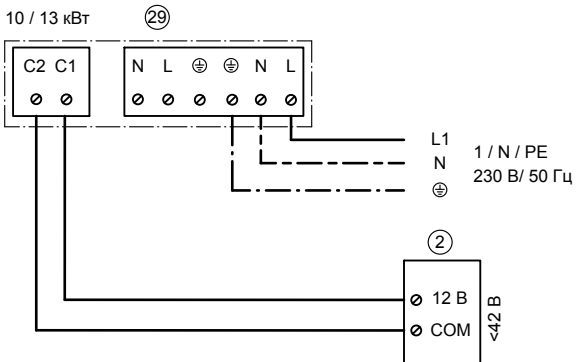 10 / 13 кВт
29
C2 C1
N L ⏚ ⏚ N L
L1
N
⏚
1 / N / PE
230 В/ 50 Гц
2
12 В
COM
<42 В